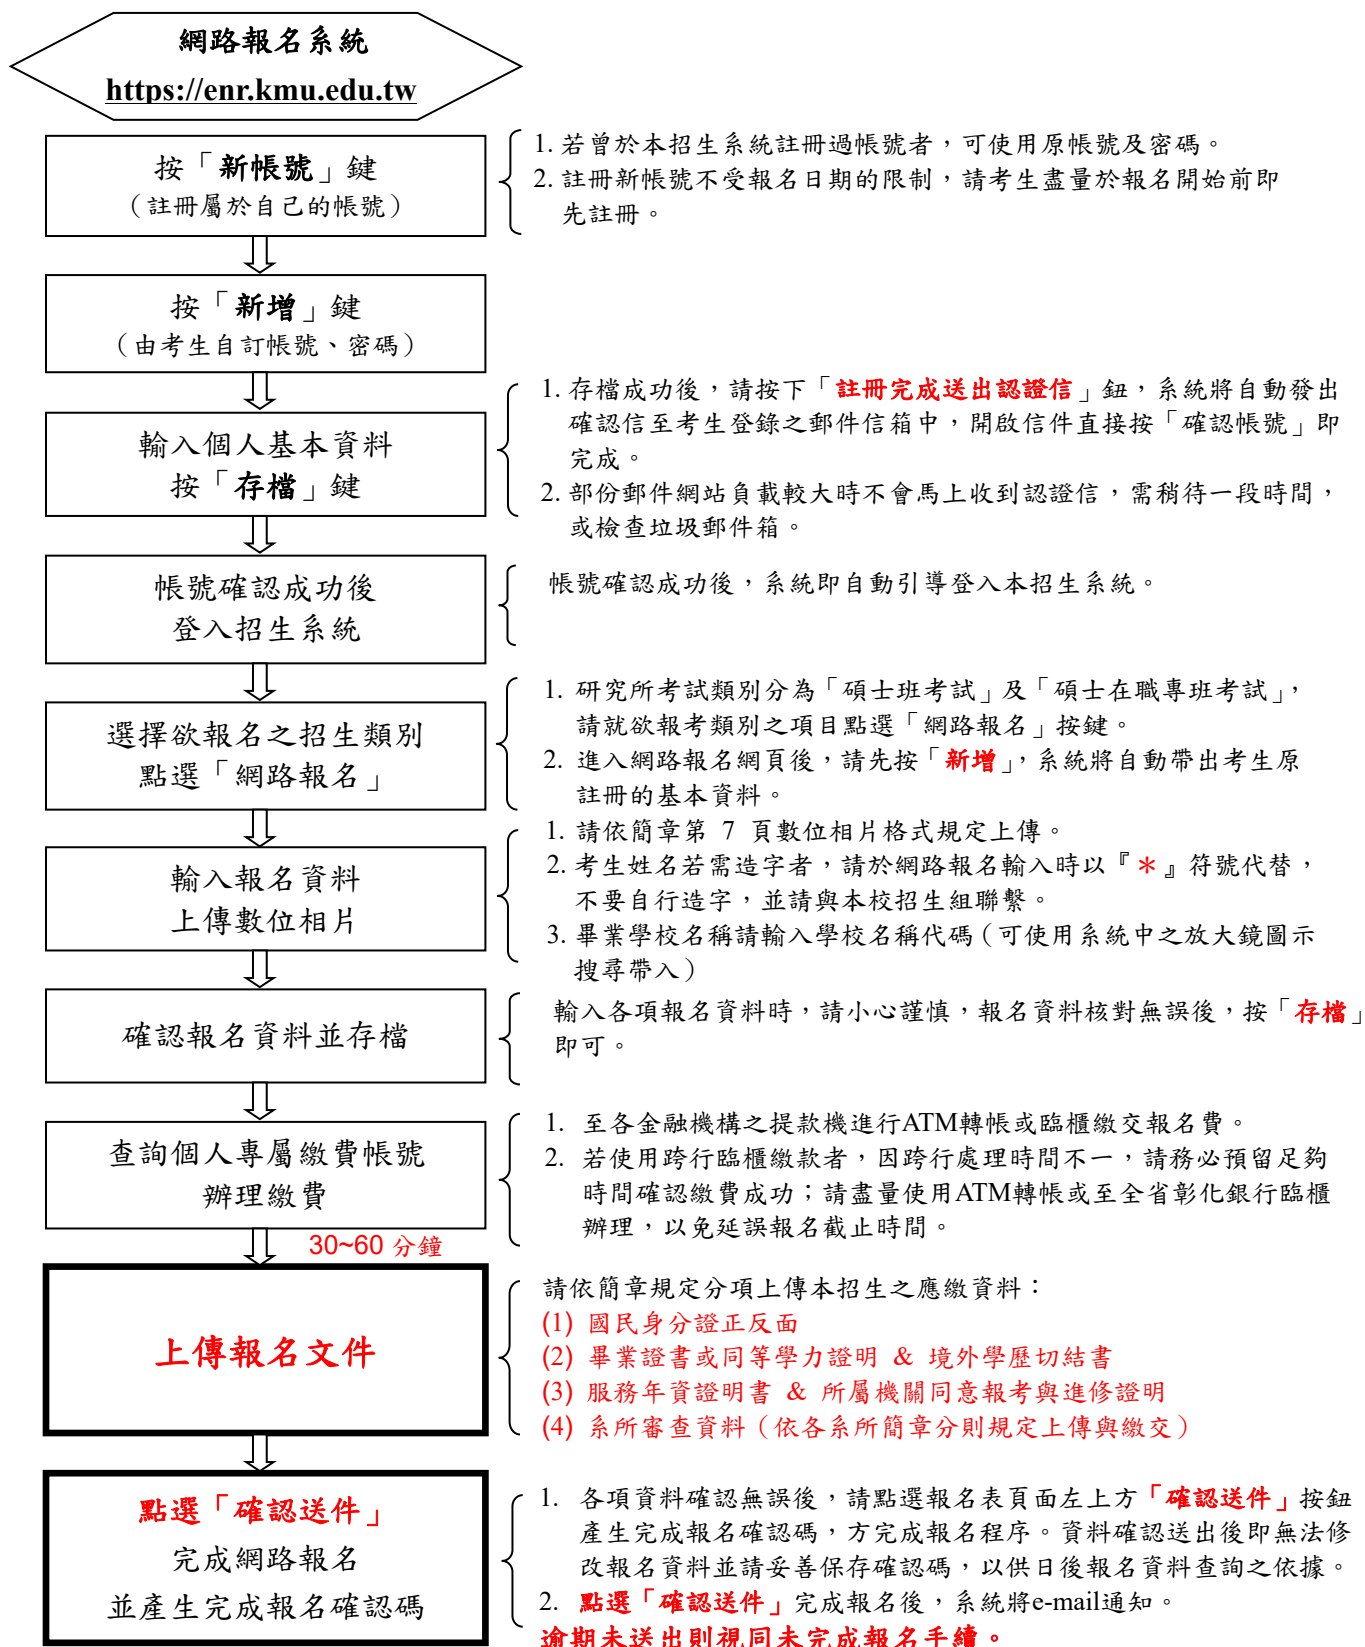 網路報名系統
https://enr.kmu.edu.tw
按「新帳號」鍵
（註冊屬於自己的帳號）
1. 若曾於本招生系統註冊過帳號者，可使用原帳號及密碼。
2. 註冊新帳號不受報名日期的限制，請考生盡量於報名開始前即
先註冊。
按「新增」鍵
（由考生自訂帳號、密碼）
輸入個人基本資料
按「存檔」鍵
1. 存檔成功後，請按下「註冊完成送出認證信」鈕，系統將自動發出
確認信至考生登錄之郵件信箱中，開啟信件直接按「確認帳號」即
完成。
2. 部份郵件網站負載較大時不會馬上收到認證信，需稍待一段時間，
或檢查垃圾郵件箱。
帳號確認成功後
登入招生系統
帳號確認成功後，系統即自動引導登入本招生系統。
選擇欲報名之招生類別
點選「網路報名」
1. 研究所考試類別分為「碩士班考試」及「碩士在職專班考試」，
請就欲報考類別之項目點選「網路報名」按鍵。
2. 進入網路報名網頁後，請先按「新增」，系統將自動帶出考生原
註冊的基本資料。
輸入報名資料
上傳數位相片
1. 請依簡章第 7 頁數位相片格式規定上傳。
2. 考生姓名若需造字者，請於網路報名輸入時以『＊』符號代替，
不要自行造字，並請與本校招生組聯繫。
3. 畢業學校名稱請輸入學校名稱代碼（可使用系統中之放大鏡圖示
搜尋帶入）
確認報名資料並存檔
輸入各項報名資料時，請小心謹慎，報名資料核對無誤後，按「存檔」
即可。
查詢個人專屬繳費帳號
辦理繳費
1. 至各金融機構之提款機進行ATM轉帳或臨櫃繳交報名費。
2. 若使用跨行臨櫃繳款者，因跨行處理時間不一，請務必預留足夠
時間確認繳費成功；請盡量使用ATM轉帳或至全省彰化銀行臨櫃
辦理，以免延誤報名截止時間。
30~60 分鐘
上傳報名文件
請依簡章規定分項上傳本招生之應繳資料：
(1) 國民身分證正反面
(2) 畢業證書或同等學力證明 & 境外學歷切結書
(3) 服務年資證明書 & 所屬機關同意報考與進修證明
(4) 系所審查資料（依各系所簡章分則規定上傳與繳交）
點選「確認送件」
完成網路報名
並產生完成報名確認碼
1. 各項資料確認無誤後，請點選報名表頁面左上方「確認送件」按鈕
產生完成報名確認碼，方完成報名程序。資料確認送出後即無法修
改報名資料並請妥善保存確認碼，以供日後報名資料查詢之依據。
2. 點選「確認送件」完成報名後，系統將e-mail通知。
逾期未送出則視同未完成報名手續。